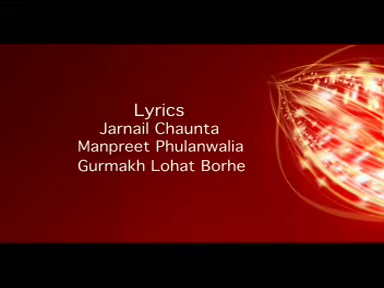 Lyrics
Jarnail Chaunta
Manpreet Phulanwalia
Gurmakh Lohat Borhe